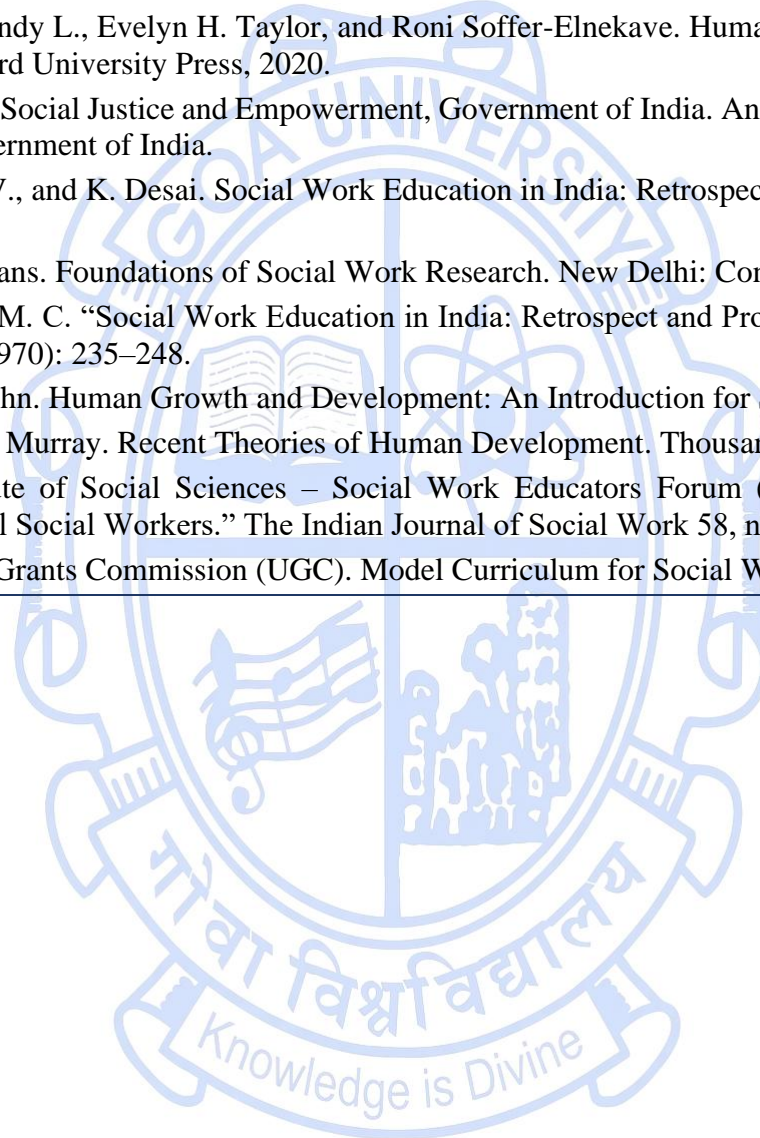 ndy L., Evelyn H. Taylor, and Roni Soffer-Elnekave. Huma
rd University Press, 2020.
Social Justice and Empowerment, Government of India. An
ernment of India.
V., and K. Desai. Social Work Education in India: Retrospec
ans. Foundations of Social Work Research. New Delhi: Con
M. C. “Social Work Education in India: Retrospect and Pro
970): 235–248.
hn. Human Growth and Development: An Introduction for
Murray. Recent Theories of Human Development. Thousan
ute of Social Sciences – Social Work Educators Forum (
l Social Workers.” The Indian Journal of Social Work 58, n
Grants Commission (UGC). Model Curriculum for Social W
GOA UNIVERSITY
गोंवा विश्वविद्यालय
Knowledge is Divine